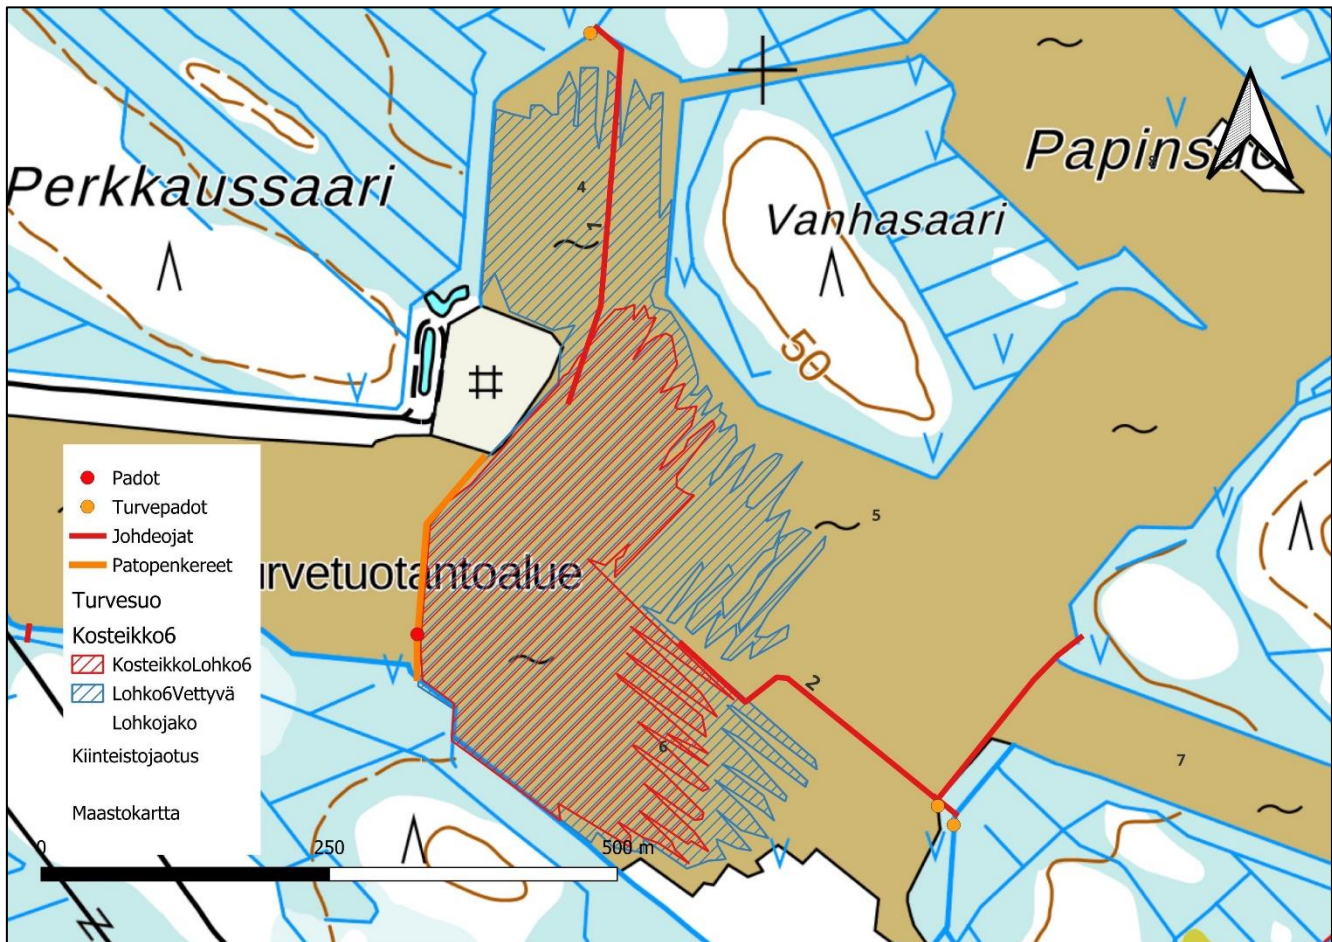 Papinsuo
8
Perkkaussaari
4
1
Vanhasaari
50
Padot
5
Turvepadot
Johdeojat
Patopenkereet
urvetuotantoalue
Turvesuo
Kosteikko6
KosteikkoLohko6
Lohko6Vettyvä
2
Lohkojako
6
Kiinteistojaotus
7
Maastokartta
0 250 500 m